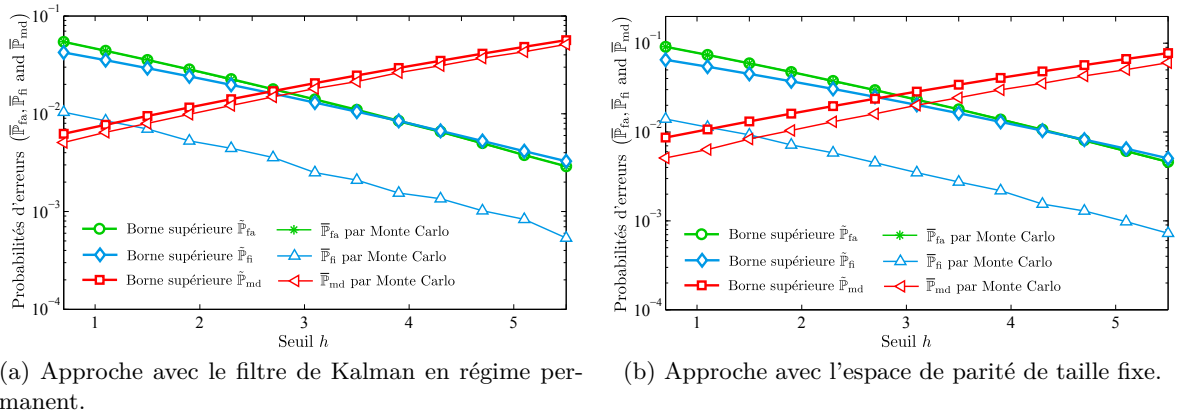 10⁻¹
10⁻²
10⁻³
10⁻⁴
Probabilités d'erreurs (ℙ̅fa, ℙ̅fi and ℙ̅md)
Borne supérieure ℙ̃fa
Borne supérieure ℙ̃fi
Borne supérieure ℙ̃md
ℙ̅fa par Monte Carlo
ℙ̅fi par Monte Carlo
ℙ̅md par Monte Carlo
1 2 3 4 5
Seuil h
(a) Approche avec le filtre de Kalman en régime per-
manent.
10⁻¹
10⁻²
10⁻³
10⁻⁴
Probabilités d'erreurs (ℙ̅fa, ℙ̅fi and ℙ̅md)
Borne supérieure ℙ̃fa
Borne supérieure ℙ̃fi
Borne supérieure ℙ̃md
ℙ̅fa par Monte Carlo
ℙ̅fi par Monte Carlo
ℙ̅md par Monte Carlo
1 2 3 4 5
Seuil h
(b) Approche avec l'espace de parité de taille fixe.